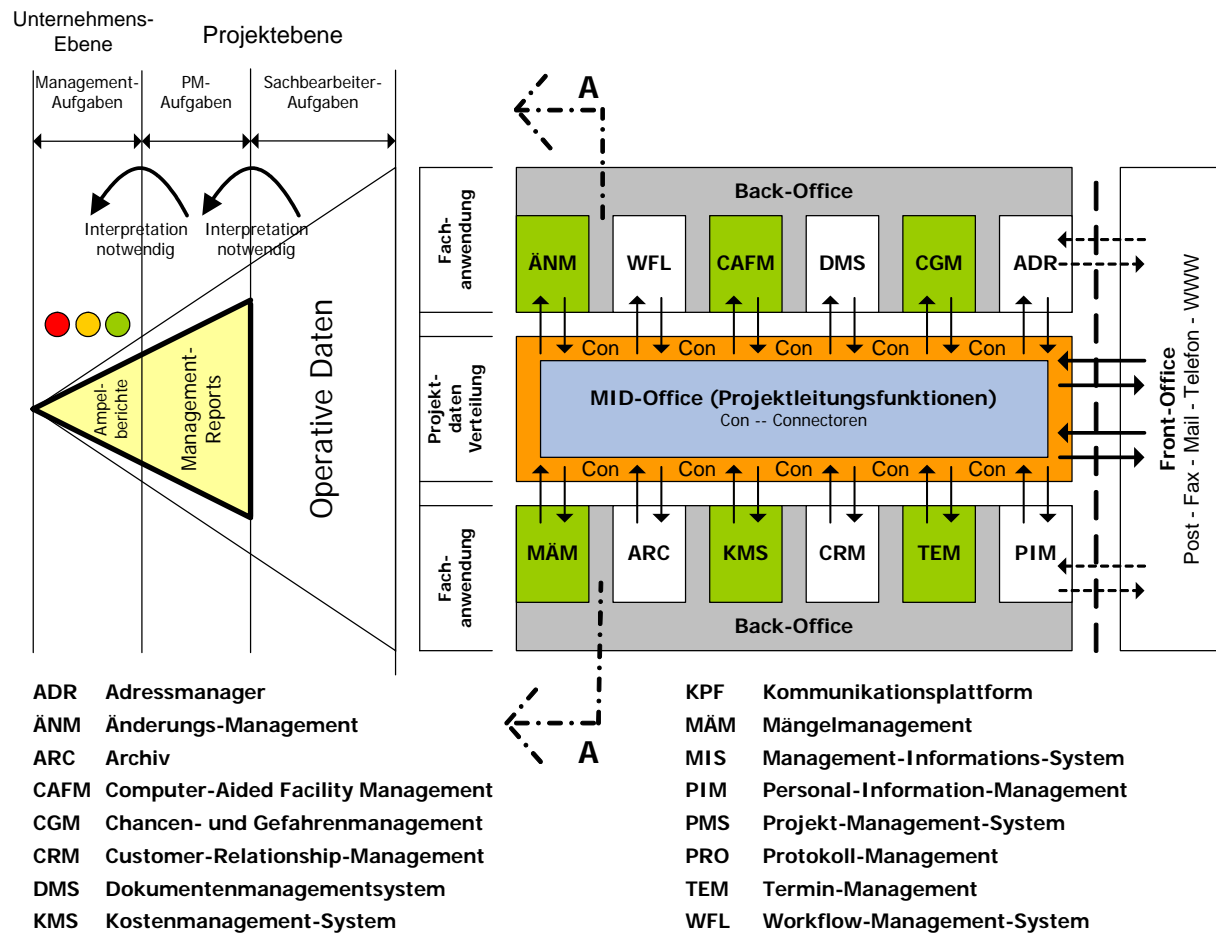 Unternehmens-
Ebene
Projektebene
Management-
Aufgaben
PM-
Aufgaben
Sachbearbeiter-
Aufgaben
Interpretation
notwendig
Interpretation
notwendig
Ampel-
berichte
Management-
Reports
Operative Daten
A
Fach-
anwendung
Back-Office
ÄNM WFL CAFM DMS CGM ADR
Projekt-
daten
Verteilung
Con Con Con Con Con
MID-Office (Projektleitungsfunktionen)
Con -- Connectoren
Con Con Con Con Con
Fach-
anwendung
MÄM ARC KMS CRM TEM PIM
Back-Office
A
Front-Office
Post - Fax - Mail - Telefon - WWW
ADR Adressmanager
ÄNM Änderungs-Management
ARC Archiv
CAFM Computer-Aided Facility Management
CGM Chancen- und Gefahrenmanagement
CRM Customer-Relationship-Management
DMS Dokumentenmanagementsystem
KMS Kostenmanagement-System
KPF Kommunikationsplattform
MÄM Mängelmanagement
MIS Management-Informations-System
PIM Personal-Information-Management
PMS Projekt-Management-System
PRO Protokoll-Management
TEM Termin-Management
WFL Workflow-Management-System